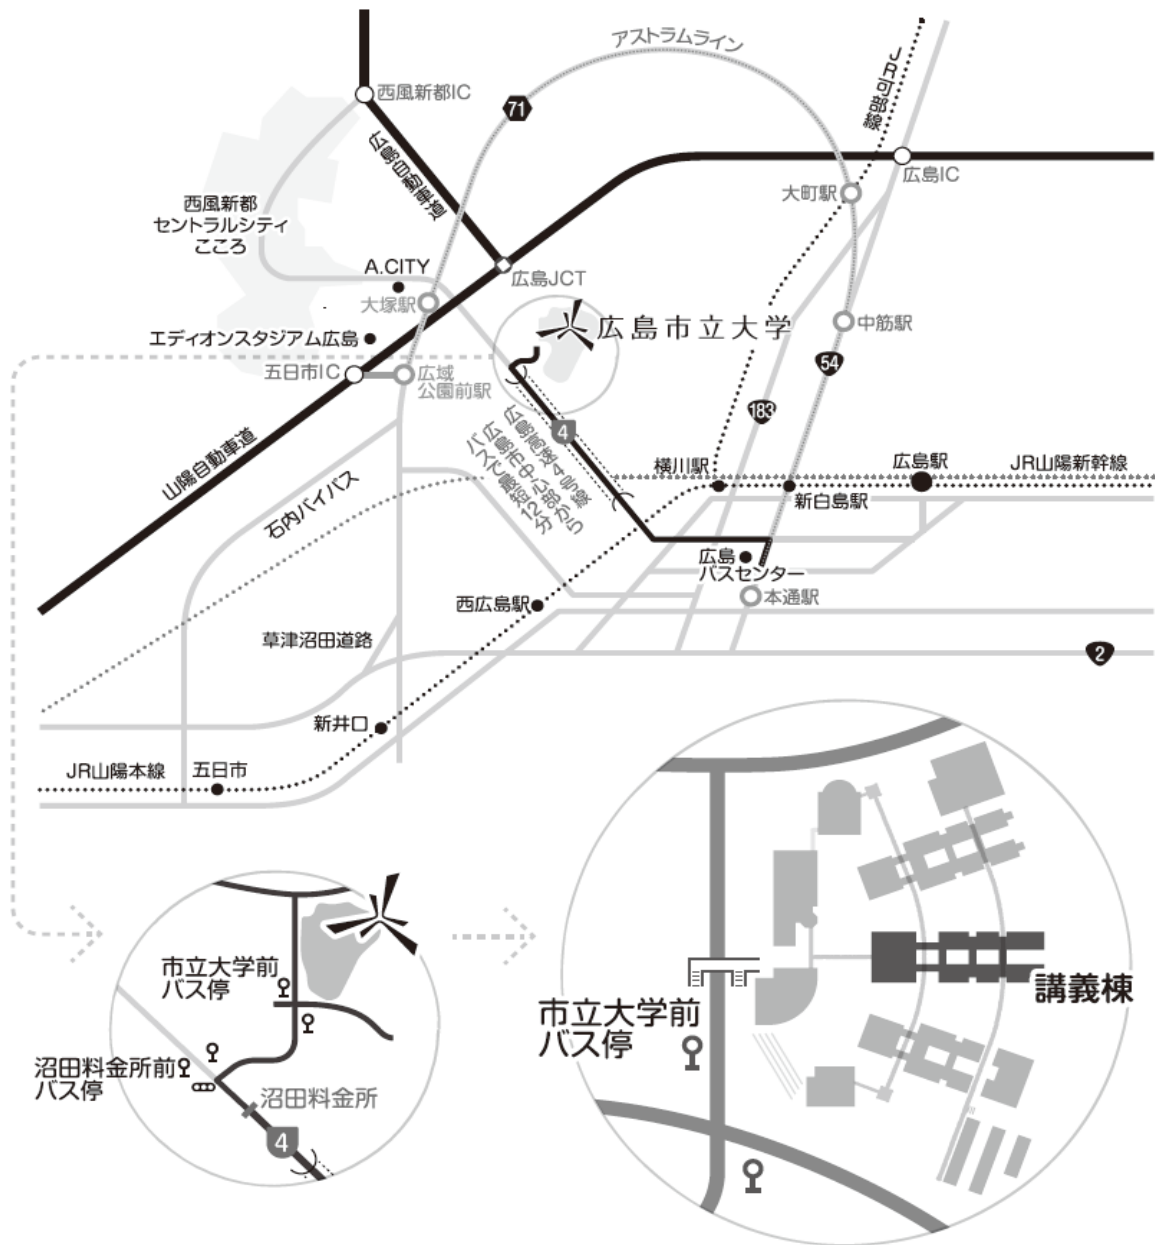 アストラムライン
JR可部線
西風新都IC
71
広島自動車道
広島IC
大町駅
西風新都
セントラルシティ
こころ
A.CITY
広島JCT
大塚駅
広島市立大学
中筋駅
エディオンスタジアム広島
五日市IC
広域
公園前駅
54
183
4
広島高速4号線
広島市中心部から
バスで最短12分
山陽自動車道
石内バイパス
横川駅
広島駅
JR山陽新幹線
新白島駅
広島
バスセンター
本通駅
西広島駅
草津沼田道路
2
新井口
JR山陽本線
五日市
市立大学前
バス停
沼田料金所前
バス停
沼田料金所
4
市立大学前
バス停
講義棟